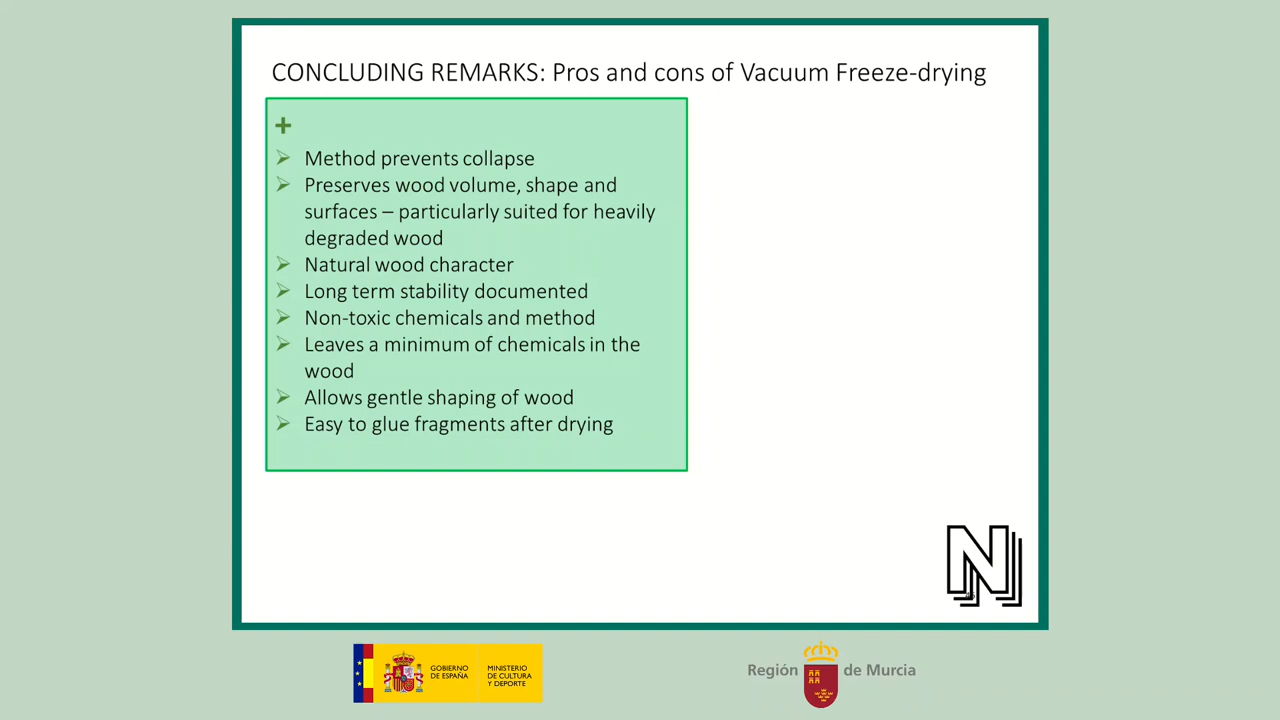 CONCLUDING REMARKS: Pros and cons of Vacuum Freeze-drying
+
Method prevents collapse
Preserves wood volume, shape and
surfaces – particularly suited for heavily
degraded wood
Natural wood character
Long term stability documented
Non-toxic chemicals and method
Leaves a minimum of chemicals in the
wood
Allows gentle shaping of wood
Easy to glue fragments after drying
N
GOBIERNO
DE ESPAÑA
MINISTERIO
DE CULTURA
Y DEPORTE
Región de Murcia